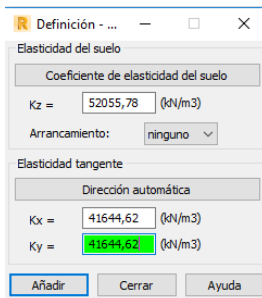 Definición - ...
Elasticidad del suelo
Coeficiente de elasticidad del suelo
Kz = 52055,78 (kN/m3)
Arrancamiento: ninguno
Elasticidad tangente
Dirección automática
Kx = 41644,62 (kN/m3)
Ky = 41644,62 (kN/m3)
Añadir Cerrar Ayuda